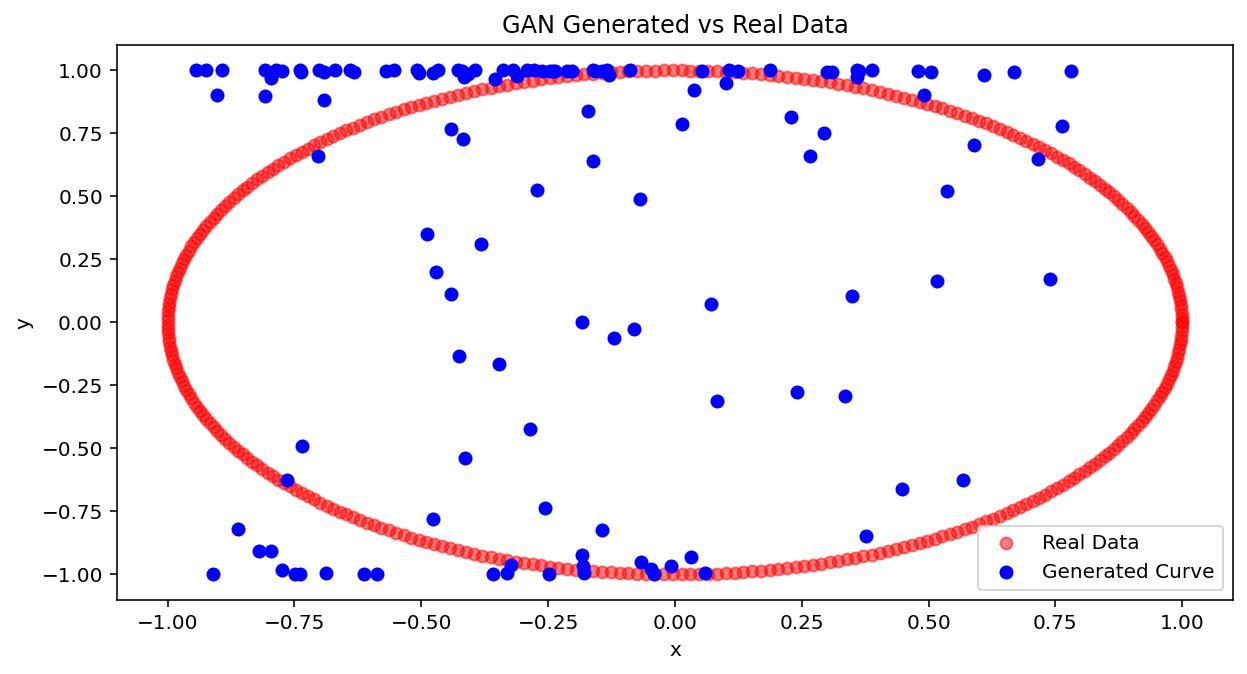 GAN Generated vs Real Data
1.00
0.75
0.50
0.25
0.00
−0.25
−0.50
−0.75
−1.00
y
Real Data
Generated Curve
−1.00 −0.75 −0.50 −0.25 0.00 0.25 0.50 0.75 1.00
x